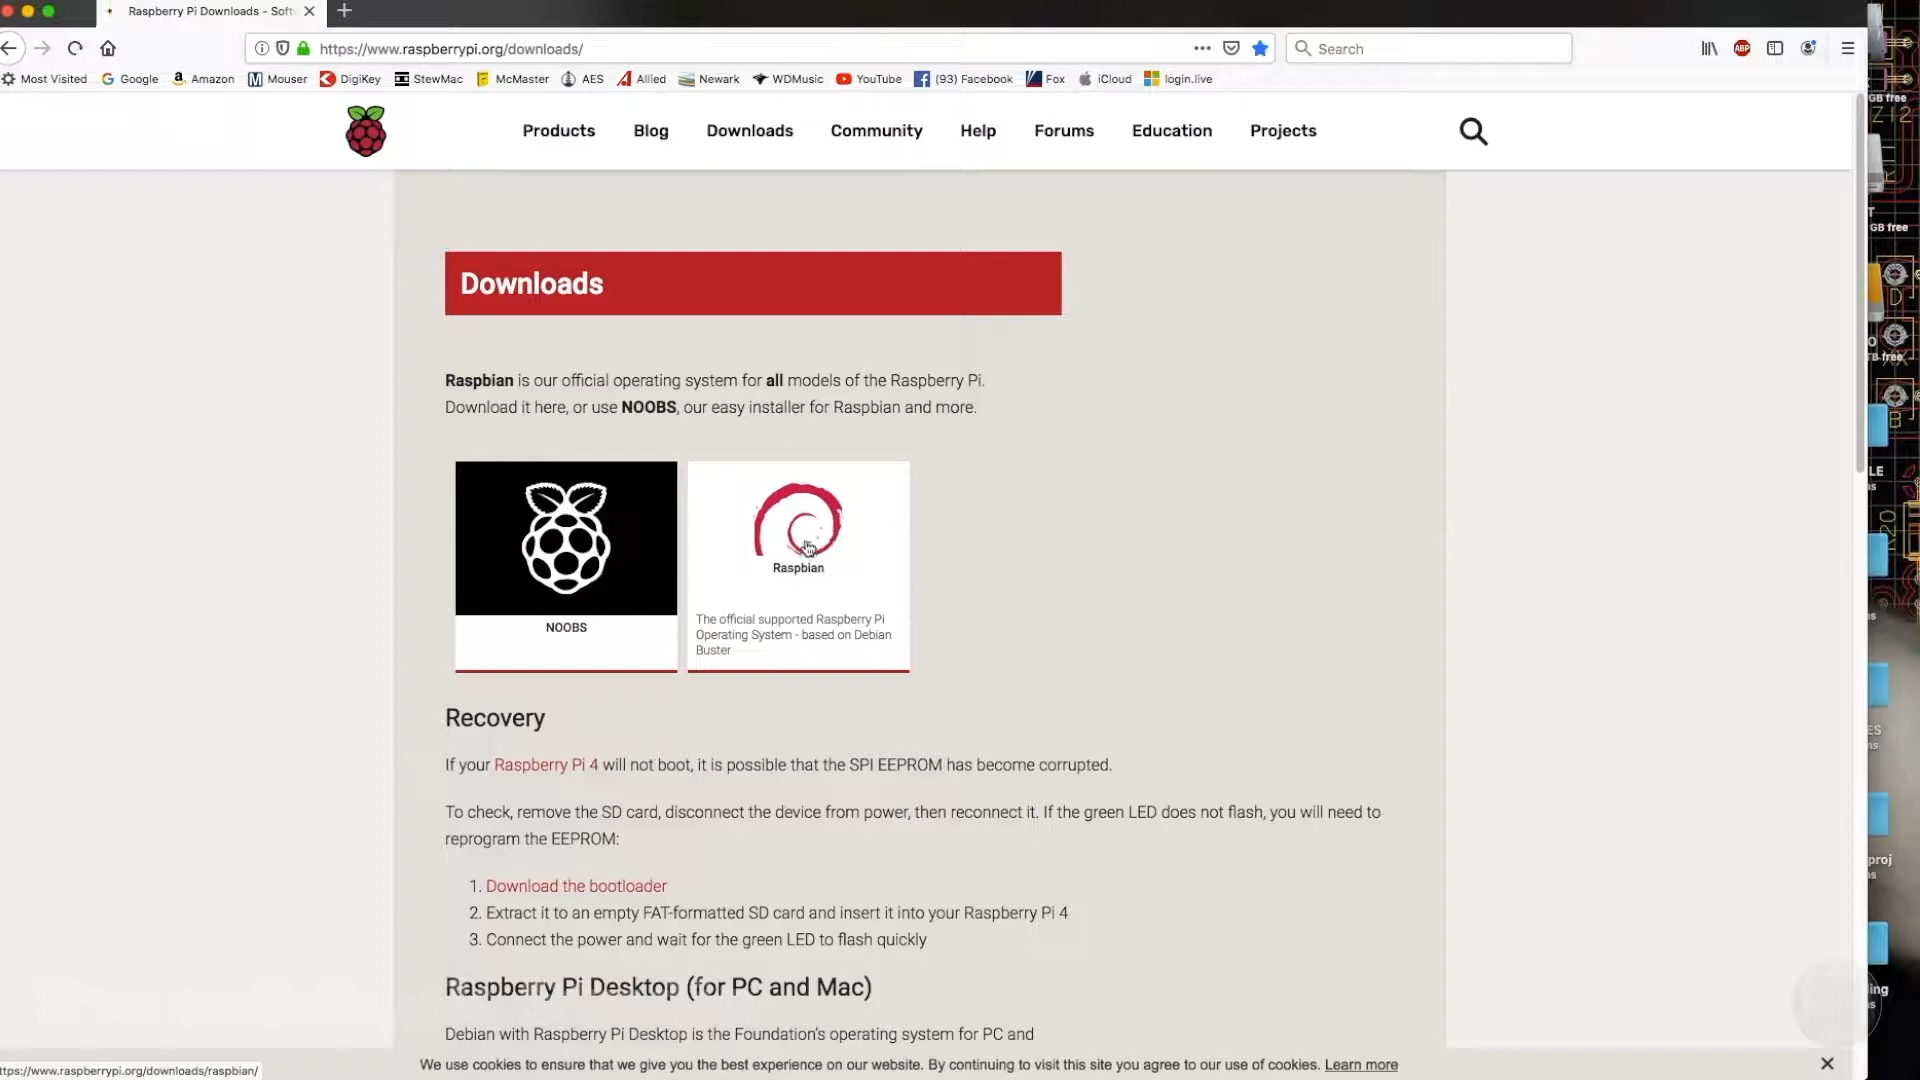 Raspberry Pi Downloads - Soft
https://www.raspberrypi.org/downloads/
Search
Most Visited Google Amazon Mouser DigiKey StewMac McMaster AES Allied Newark WDMusic YouTube (93) Facebook Fox iCloud login.live
Products Blog Downloads Community Help Forums Education Projects
Downloads
Raspbian is our official operating system for all models of the Raspberry Pi.
Download it here, or use NOOBS, our easy installer for Raspbian and more.
NOOBS
Raspbian
The official supported Raspberry Pi
Operating System - based on Debian
Buster
Recovery
If your Raspberry Pi 4 will not boot, it is possible that the SPI EEPROM has become corrupted.
To check, remove the SD card, disconnect the device from power, then reconnect it. If the green LED does not flash, you will need to
reprogram the EEPROM:
1. Download the bootloader
2. Extract it to an empty FAT-formatted SD card and insert it into your Raspberry Pi 4
3. Connect the power and wait for the green LED to flash quickly
Raspberry Pi Desktop (for PC and Mac)
Debian with Raspberry Pi Desktop is the Foundation's operating system for PC and
We use cookies to ensure that we give you the best experience on our website. By continuing to visit this site you agree to our use of cookies. Learn more
ttps://www.raspberrypi.org/downloads/raspbian/
ABP
GB free
Z12
GB free
D
B
20
proj